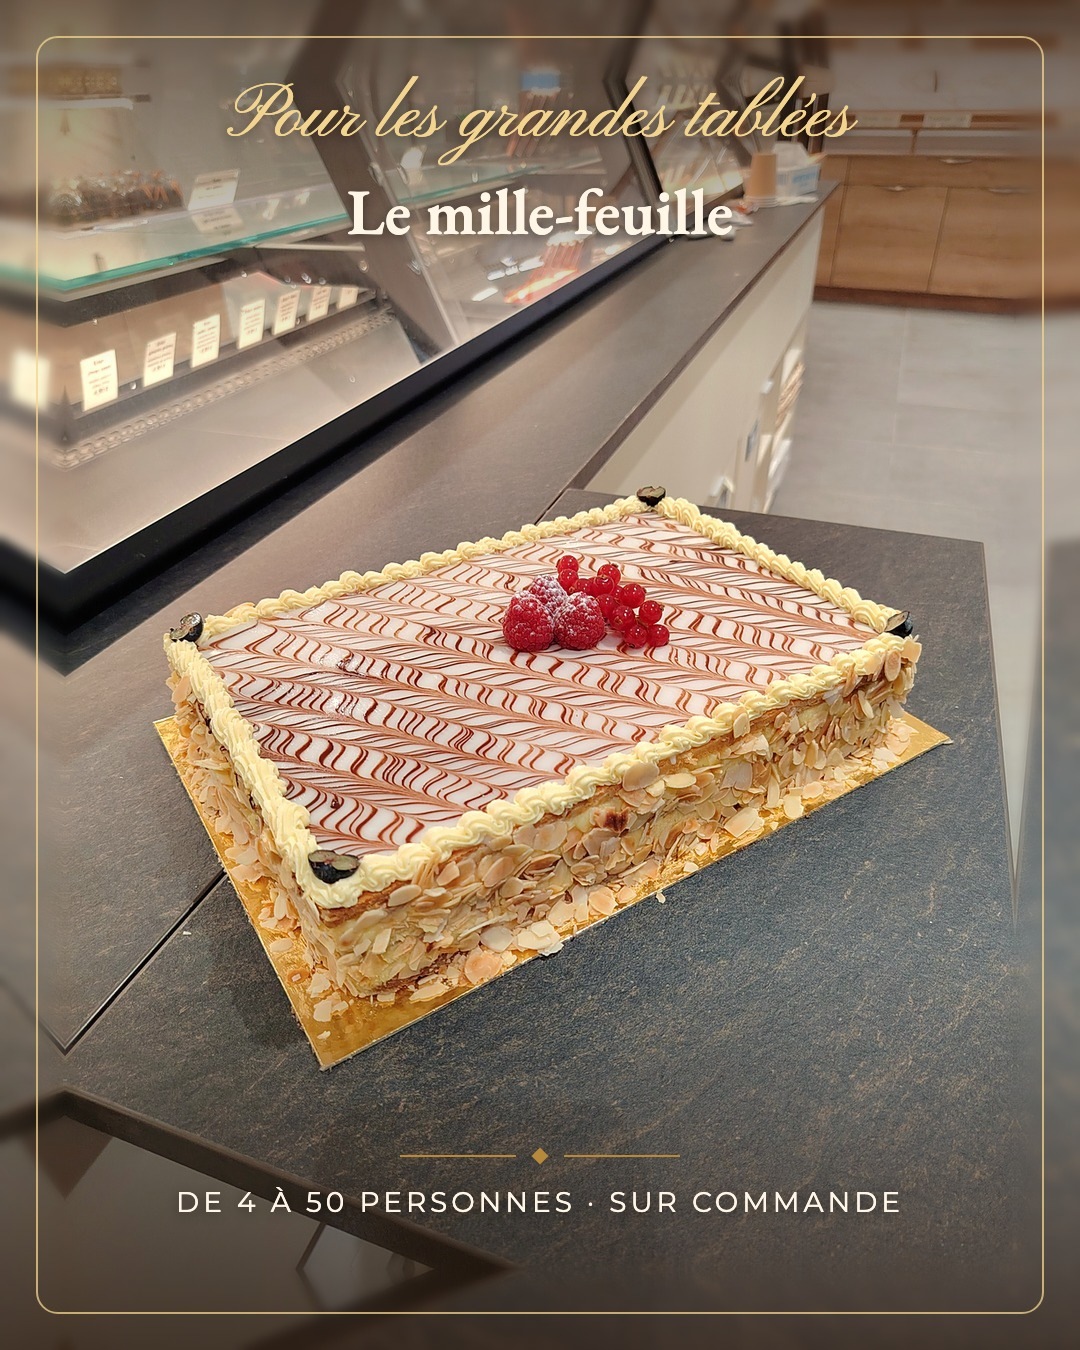 Pour les grandes tablées
Le mille-feuille
DE 4 À 50 PERSONNES · SUR COMMANDE